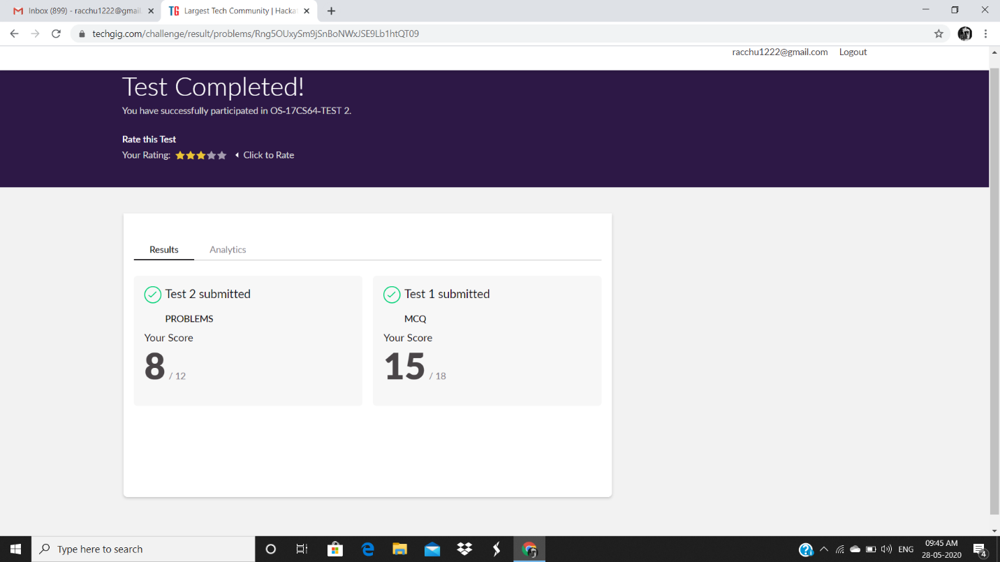 Inbox (899) - racchu1222@gmail.
TG Largest Tech Community | Hacka
techgig.com/challenge/result/problems/Rng5OUxySm9jSnBoNWxJSE9Lb1htQT09
racchu1222@gmail.com Logout
Test Completed!
You have successfully participated in OS-17CS64-TEST 2.
Rate this Test
Your Rating: Click to Rate
Results Analytics
Test 2 submitted
PROBLEMS
Your Score
8 / 12
Test 1 submitted
MCQ
Your Score
15 / 18
Type here to search
ENG
09:45 AM
28-05-2020
4